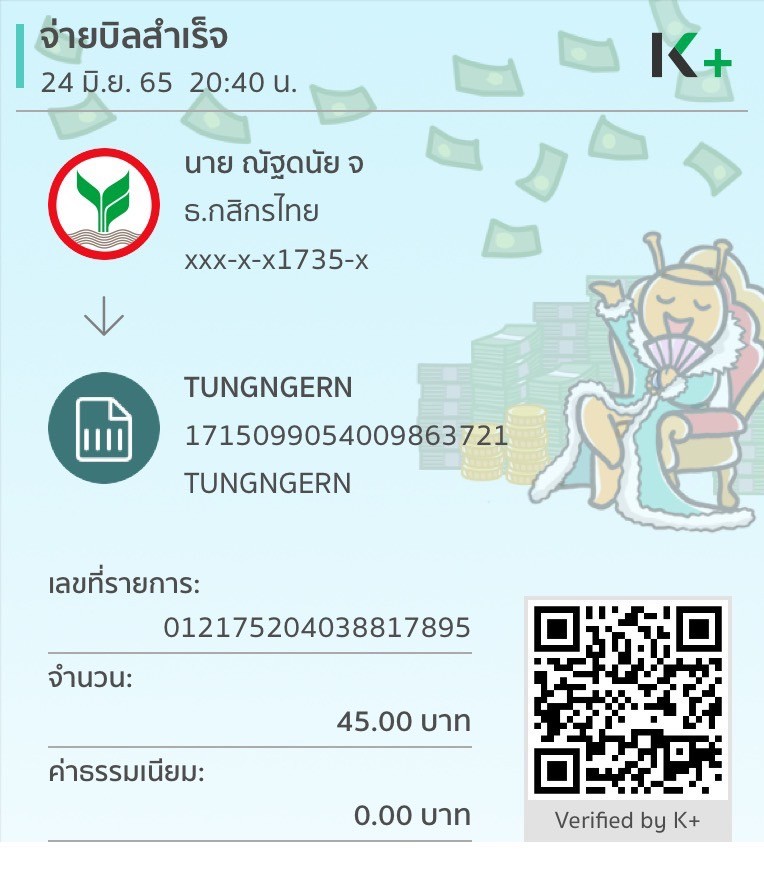 จ่ายบิลสำเร็จ
24 มิ.ย. 65 20:40 น.
K+
นาย ณัฐดนัย จ
ธ.กสิกรไทย
xxx-x-x1735-x
TUNGNGERN
1715099054009863721
TUNGNGERN
เลขที่รายการ:
012175204038817895
จำนวน:
45.00 บาท
ค่าธรรมเนียม:
0.00 บาท
Verified by K+